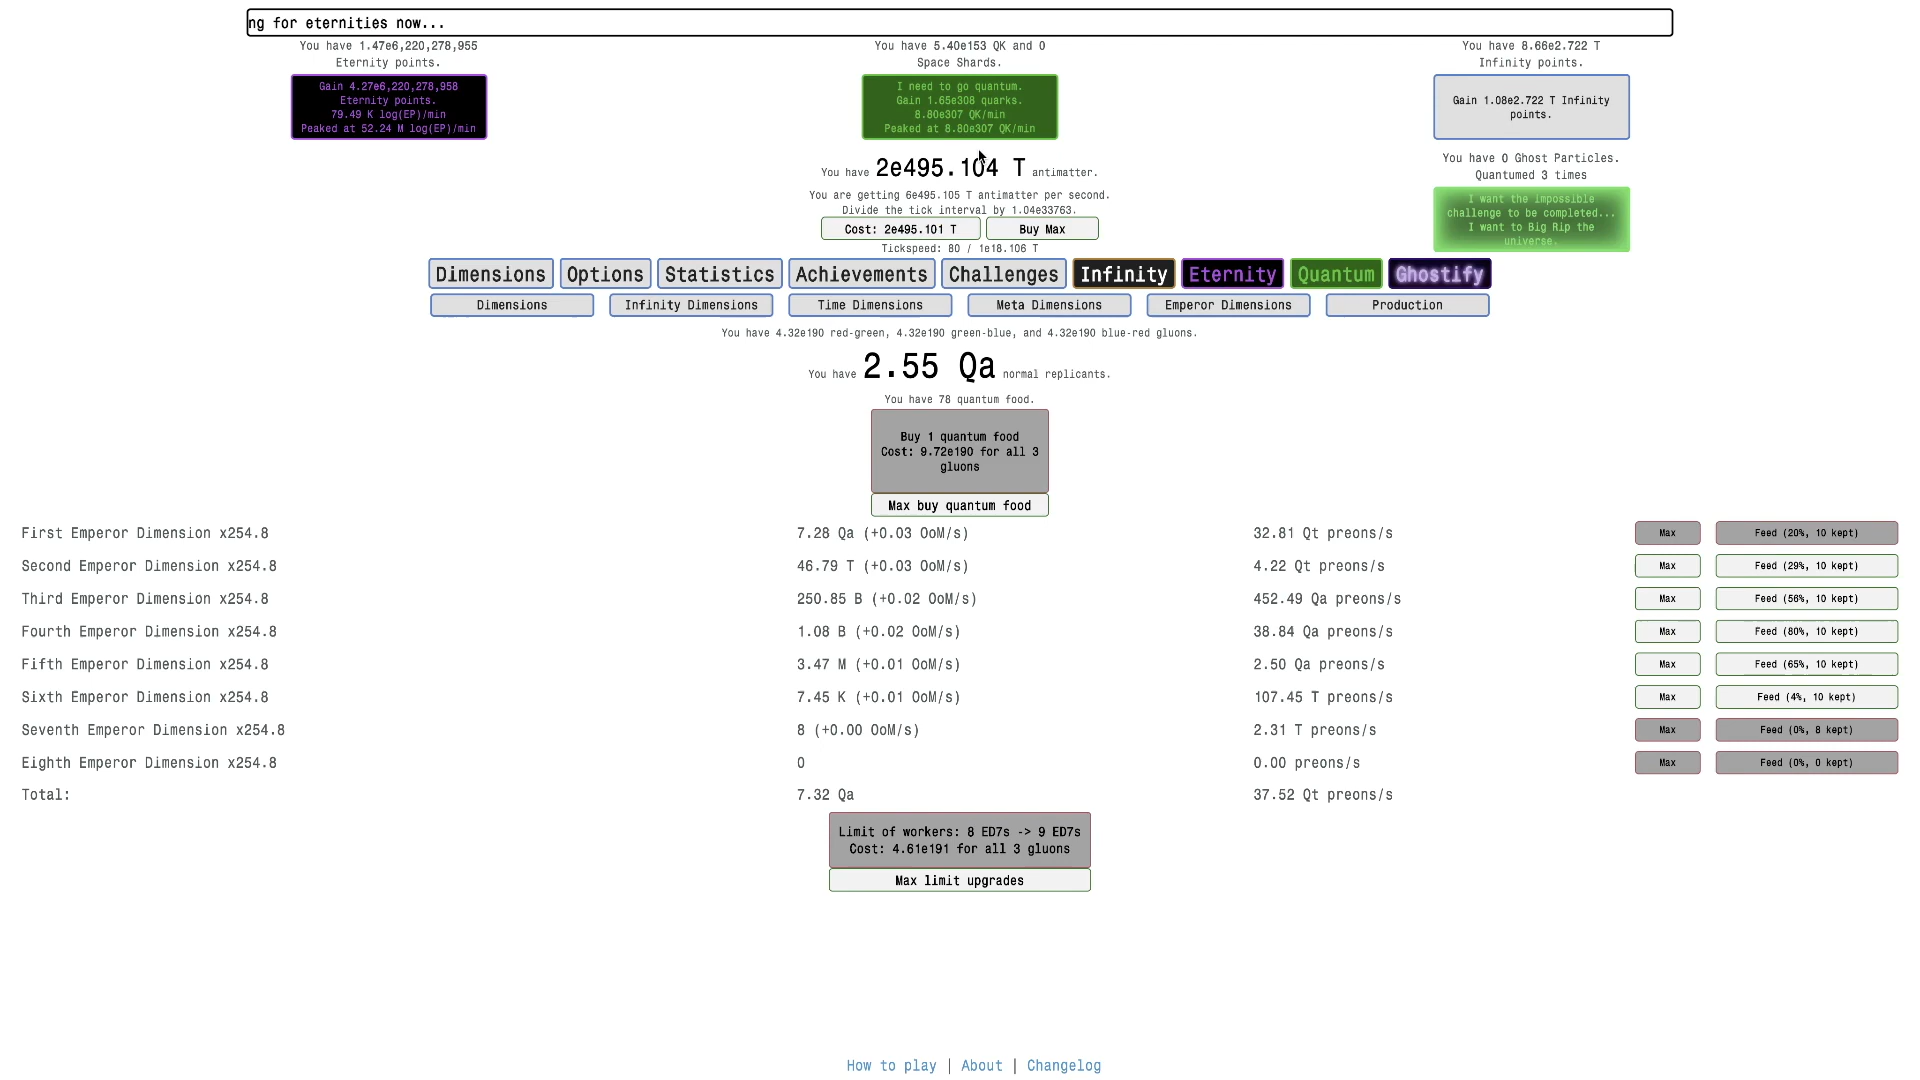 ng for eternities now...
You have 1.47e6,220,278,955
Eternity points.
Gain 4.27e6,220,278,958
Eternity points.
79.49 K log(EP)/min
Peaked at 52.24 M log(EP)/min
You have 5.40e153 QK and 0
Space Shards.
I need to go quantum.
Gain 1.65e308 quarks.
8.80e307 QK/min
Peaked at 8.80e307 QK/min
You have 8.66e2.722 T
Infinity points.
Gain 1.08e2.722 T Infinity
points.
You have 0 Ghost Particles.
Quantumed 3 times
I want the impossible
challenge to be completed...
I want to Big Rip the
universe.
You have 2e495.104 T antimatter.
You are getting 6e495.105 T antimatter per second.
Divide the tick interval by 1.04e33763.
Cost: 2e495.101 T Buy Max
Tickspeed: 80 / 1e18.106 T
Dimensions Options Statistics Achievements Challenges Infinity Eternity Quantum Ghostify
Dimensions Infinity Dimensions Time Dimensions Meta Dimensions Emperor Dimensions Production
You have 4.32e190 red-green, 4.32e190 green-blue, and 4.32e190 blue-red gluons.
You have 2.55 Qa normal replicants.
You have 78 quantum food.
Buy 1 quantum food
Cost: 9.72e190 for all 3
gluons
Max buy quantum food
First Emperor Dimension x254.8 7.28 Qa (+0.03 OoM/s) 32.81 Qt preons/s Max Feed (20%, 10 kept)
Second Emperor Dimension x254.8 46.79 T (+0.03 OoM/s) 4.22 Qt preons/s Max Feed (29%, 10 kept)
Third Emperor Dimension x254.8 250.85 B (+0.02 OoM/s) 452.49 Qa preons/s Max Feed (56%, 10 kept)
Fourth Emperor Dimension x254.8 1.08 B (+0.02 OoM/s) 38.84 Qa preons/s Max Feed (80%, 10 kept)
Fifth Emperor Dimension x254.8 3.47 M (+0.01 OoM/s) 2.50 Qa preons/s Max Feed (65%, 10 kept)
Sixth Emperor Dimension x254.8 7.45 K (+0.01 OoM/s) 107.45 T preons/s Max Feed (4%, 10 kept)
Seventh Emperor Dimension x254.8 8 (+0.00 OoM/s) 2.31 T preons/s Max Feed (0%, 8 kept)
Eighth Emperor Dimension x254.8 0 0.00 preons/s Max Feed (0%, 0 kept)
Total: 7.32 Qa 37.52 Qt preons/s
Limit of workers: 8 ED7s -> 9 ED7s
Cost: 4.61e191 for all 3 gluons
Max limit upgrades
How to play | About | Changelog